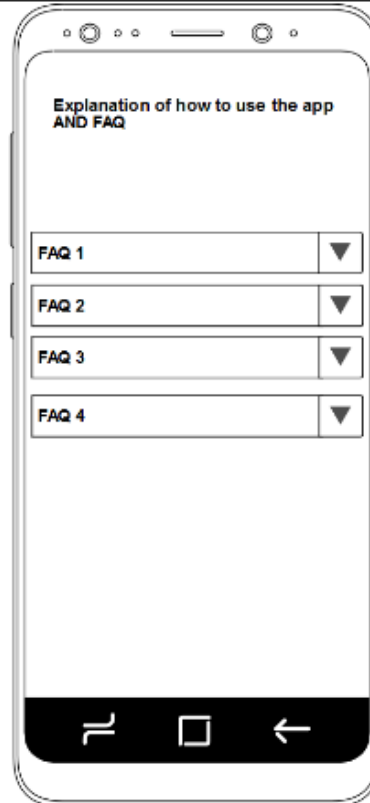 Explanation of how to use the app
AND FAQ
FAQ 1
FAQ 2
FAQ 3
FAQ 4